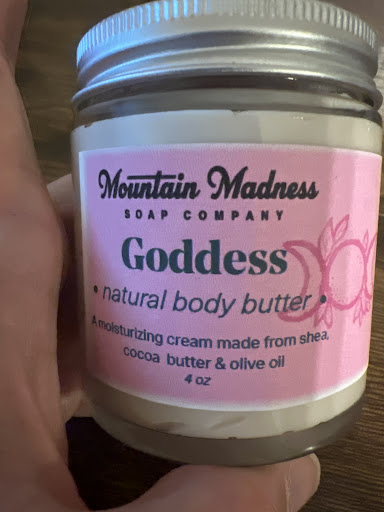 Mountain Madness
SOAP COMPANY
Goddess
• natural body butter •
A moisturizing cream made from shea,
cocoa butter & olive oil
4 oz